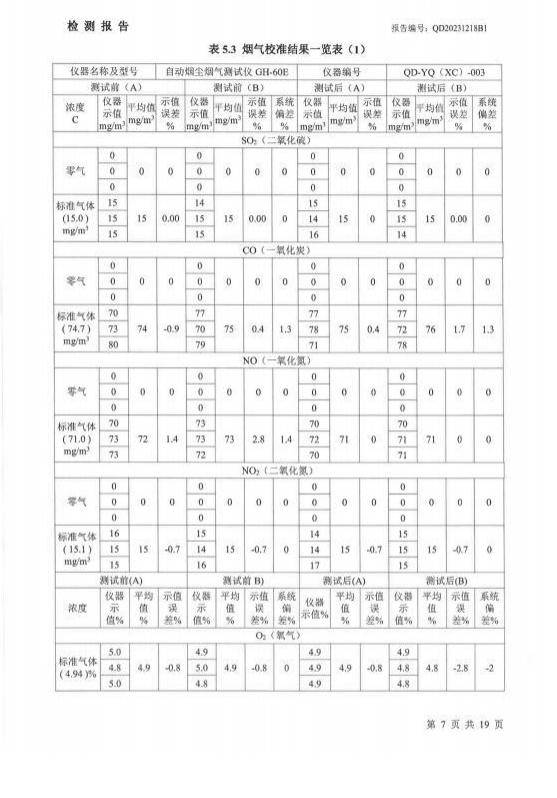 检 测 报 告
报告编号：QD20231218B1
表 5.3 烟气校准结果一览表（1）
仪器名称及型号 自动烟尘烟气测试仪 GH-60E 仪器编号 QD-YQ（XC）-003
测试前（A） 测试前（B） 测试后（A） 测试后（B）
浓度 C 仪器示值 mg/m³ 平均值 mg/m³ 示值误差 % 仪器示值 mg/m³ 平均值 mg/m³ 示值误差 % 系统偏差 % 仪器示值 mg/m³ 平均值 mg/m³ 示值误差 % 仪器示值 mg/m³ 平均值 mg/m³ 示值误差 % 系统偏差 %
SO₂（二氧化硫）
0 0 0 0
零气 0 0 0 0 0 0 0 0 0 0 0 0 0 0
0 0 0 0
15 14 15 15
标准气体 (15.0) mg/m³ 15 15 0.00 15 15 0.00 0 14 15 0 15 15 0.00 0
15 15 16 14
CO（一氧化炭）
0 0 0 0
零气 0 0 0 0 0 0 0 0 0 0 0 0 0 0
0 0 0 0
70 77 77 77
标准气体 (74.7) mg/m³ 73 74 -0.9 70 75 0.4 1.3 78 75 0.4 72 76 1.7 1.3
80 79 71 78
NO（一氧化氮）
0 0 0 0
零气 0 0 0 0 0 0 0 0 0 0 0 0 0 0
0 0 0 0
70 73 70 70
标准气体 (71.0) mg/m³ 73 72 1.4 73 73 2.8 1.4 72 71 0 71 71 0 0
73 72 70 71
NO₂（二氧化氮）
0 0 0 0
零气 0 0 0 0 0 0 0 0 0 0 0 0 0 0
0 0 0 0
16 15 14 15
标准气体 (15.1) mg/m³ 15 15 -0.7 14 15 -0.7 0 14 15 -0.7 15 15 -0.7 0
15 16 17 15
测试前(A) 测试前 B) 测试后(A) 测试后(B)
浓度 仪器示值% 平均值 % 示值误差% 仪器示值% 平均值 % 示值误差% 系统偏差% 仪器示值% 平均值 % 示值误差% 仪器示值% 平均值 % 示值误差% 系统偏差%
O₂（氧气）
5.0 4.9 4.9 4.9
标准气体 (4.94)% 4.8 4.9 -0.8 5.0 4.9 -0.8 0 4.9 4.9 -0.8 4.8 4.8 -2.8 -2
5.0 4.8 4.9 4.8
第 7 页 共 19 页